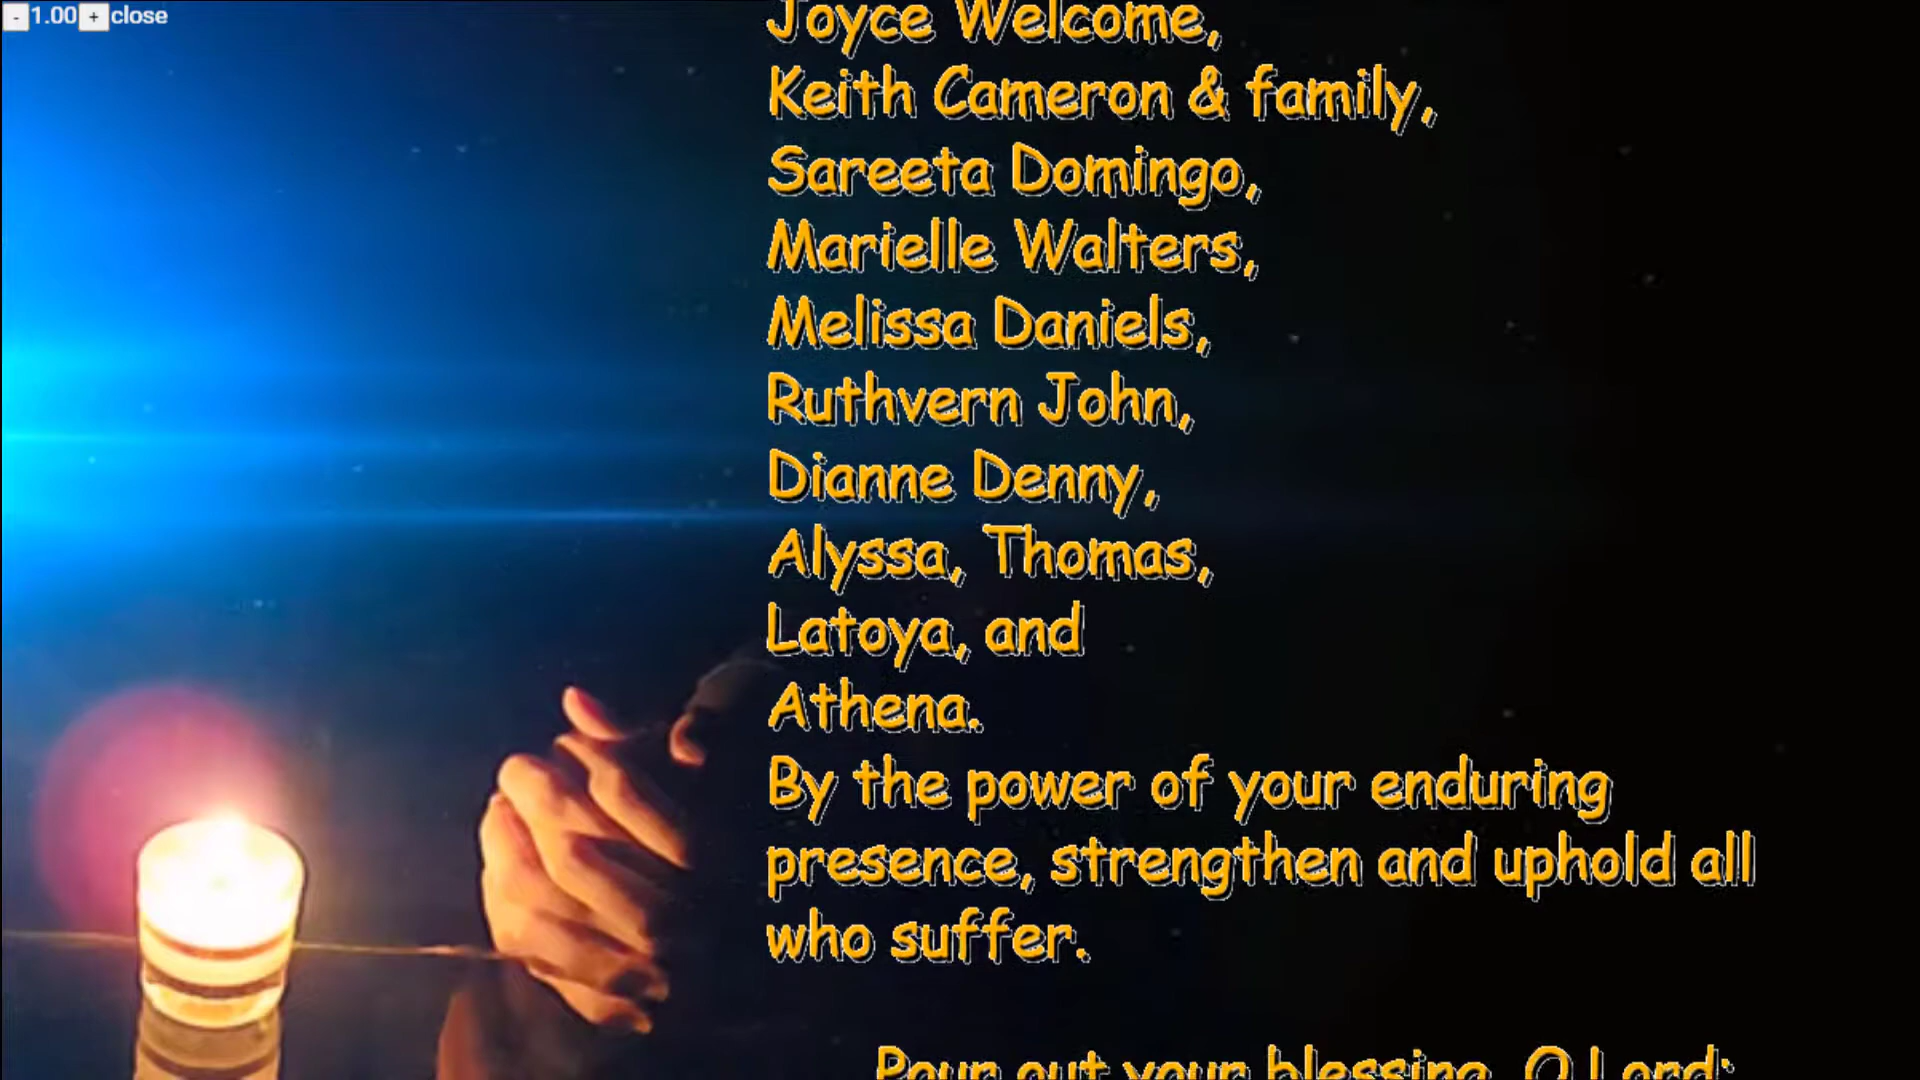 - 1.00 + close
Joyce Welcome,
Keith Cameron & family,
Sareeta Domingo,
Marielle Walters,
Melissa Daniels,
Ruthvern John,
Dianne Denny,
Alyssa, Thomas,
Latoya, and
Athena.
By the power of your enduring
presence, strengthen and uphold all
who suffer.
Pour out your blessing, O Lord: